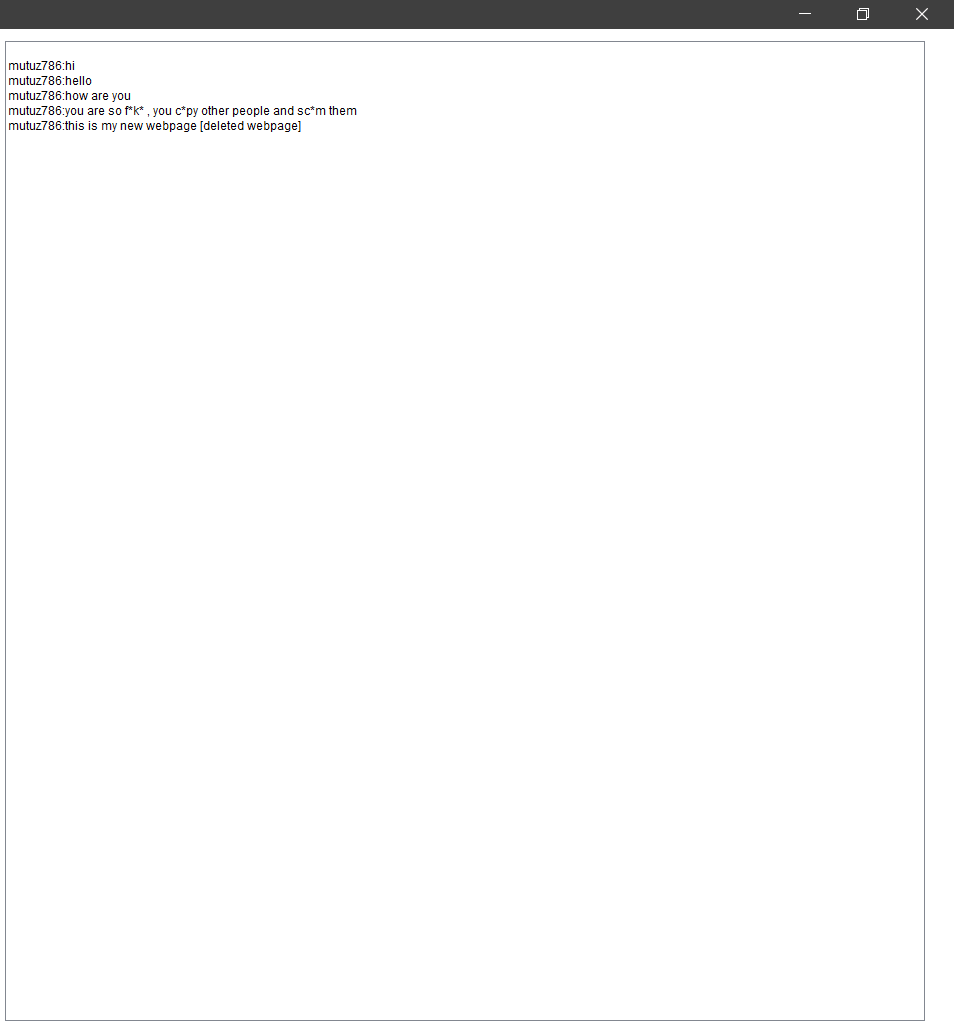 mutuz786:hi
mutuz786:hello
mutuz786:how are you
mutuz786:you are so f*k* , you c*py other people and sc*m them
mutuz786:this is my new webpage [deleted webpage]